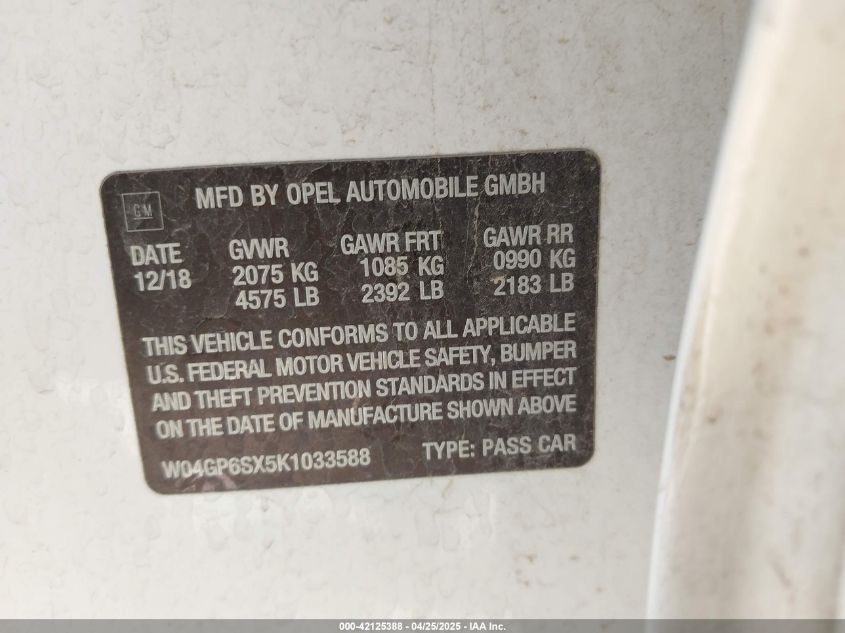 GM
MFD BY OPEL AUTOMOBILE GMBH
DATE GVWR GAWR FRT GAWR RR
12/18 2075 KG 1085 KG 0990 KG
4575 LB 2392 LB 2183 LB
THIS VEHICLE CONFORMS TO ALL APPLICABLE
U.S. FEDERAL MOTOR VEHICLE SAFETY, BUMPER
AND THEFT PREVENTION STANDARDS IN EFFECT
ON THE DATE OF MANUFACTURE SHOWN ABOVE
W04GP6SX5K1033588 TYPE: PASS CAR
000-42125388 - 04/25/2025 - IAA Inc.